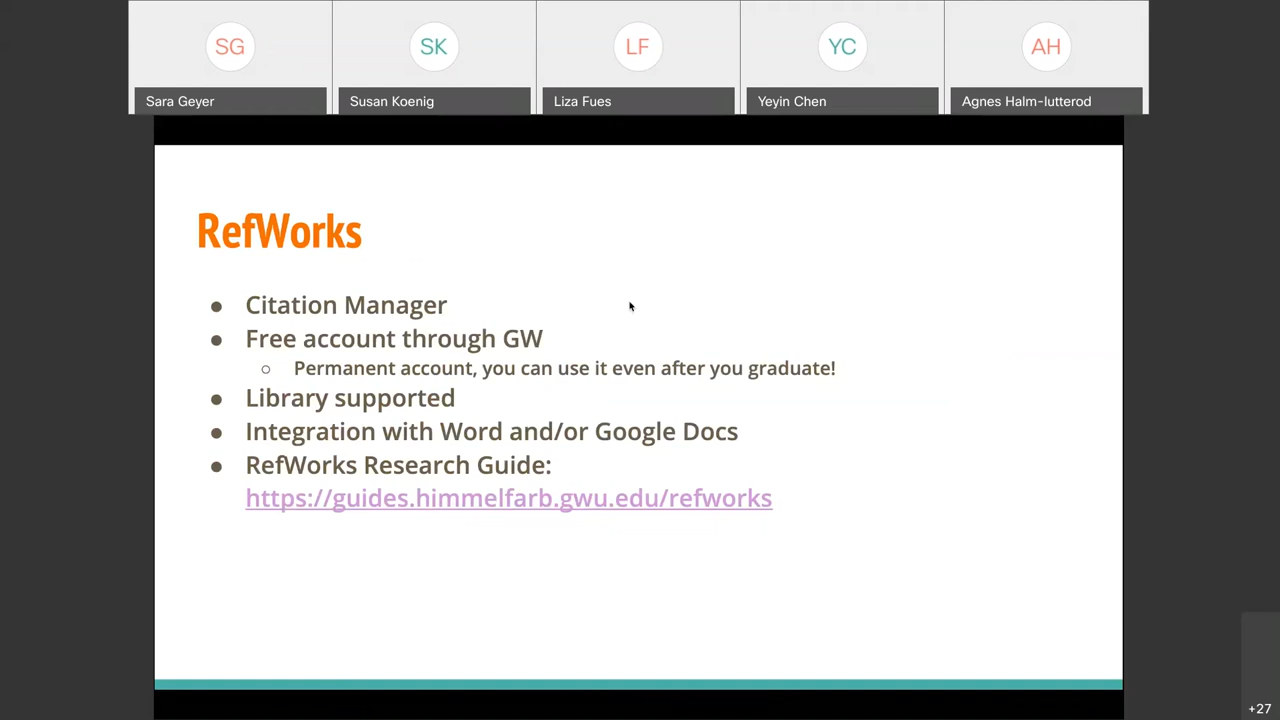 SG
SK
LF
YC
AH
Sara Geyer
Susan Koenig
Liza Fues
Yeyin Chen
Agnes Halm-lutterod
RefWorks
● Citation Manager
● Free account through GW
○ Permanent account, you can use it even after you graduate!
● Library supported
● Integration with Word and/or Google Docs
● RefWorks Research Guide:
https://guides.himmelfarb.gwu.edu/refworks
+27